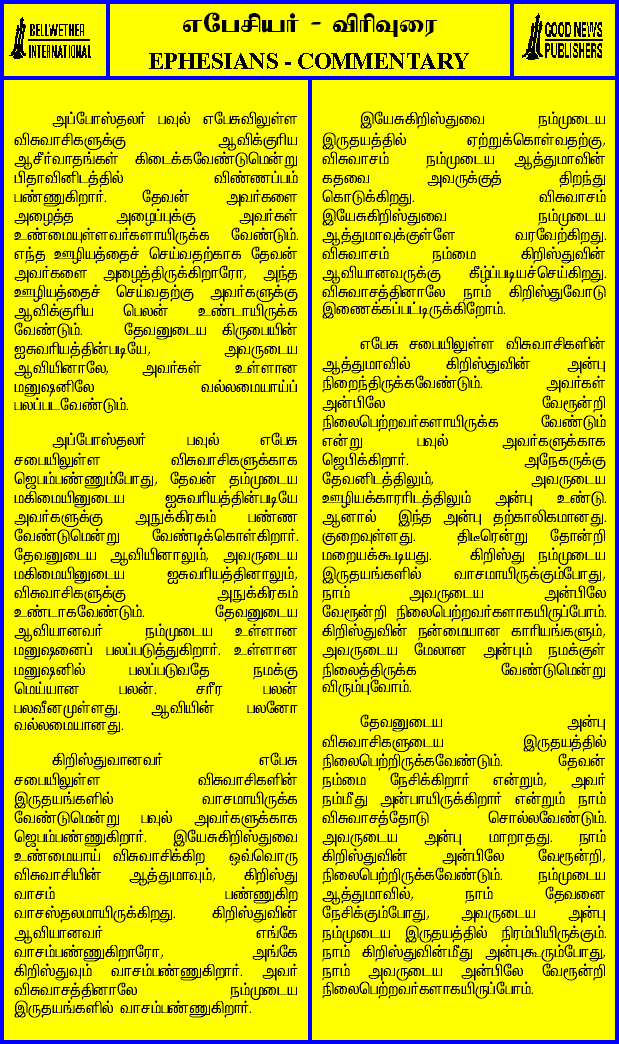 BELLWETHER
INTERNATIONAL
எபேசியர் - விரிவுரை
EPHESIANS - COMMENTARY
GOOD NEWS
PUBLISHERS
அப்போஸ்தலர் பவுல் எபேசுவிலுள்ள
விசுவாசிகளுக்கு ஆவிக்குரிய
ஆசீர்வாதங்கள் கிடைக்கவேண்டுமென்று
பிதாவினிடத்தில் விண்ணப்பம்
பண்ணுகிறார். தேவன் அவர்களை
அழைத்த அழைப்புக்கு அவர்கள்
உண்மையுள்ளவர்களாயிருக்க வேண்டும்.
எந்த ஊழியத்தைச் செய்வதற்காக தேவன்
அவர்களை அழைத்திருக்கிறாரோ, அந்த
ஊழியத்தைச் செய்வதற்கு அவர்களுக்கு
ஆவிக்குரிய பெலன் உண்டாயிருக்க
வேண்டும். தேவனுடைய கிருபையின்
ஐசுவரியத்தின்படியே, அவருடைய
ஆவியினாலே, அவர்கள் உள்ளான
மனுஷனிலே வல்லமையாய்ப்
பலப்படவேண்டும்.
அப்போஸ்தலர் பவுல் எபேசு
சபையிலுள்ள விசுவாசிகளுக்காக
ஜெபம்பண்ணும்போது, தேவன் தம்முடைய
மகிமையினுடைய ஐசுவரியத்தின்படியே
அவர்களுக்கு அநுக்கிரகம் பண்ண
வேண்டுமென்று வேண்டிக்கொள்கிறார்.
தேவனுடைய ஆவியினாலும், அவருடைய
மகிமையினுடைய ஐசுவரியத்தினாலும்,
விசுவாசிகளுக்கு அநுக்கிரகம்
உண்டாகவேண்டும். தேவனுடைய
ஆவியானவர் நம்முடைய உள்ளான
மனுஷனைப் பலப்படுத்துகிறார். உள்ளான
மனுஷனில் பலப்படுவதே நமக்கு
மெய்யான பலன். சரீர பலன்
பலவீனமுள்ளது. ஆவியின் பலனோ
வல்லமையானது.
கிறிஸ்துவானவர் எபேசு
சபையிலுள்ள விசுவாசிகளின்
இருதயங்களில் வாசமாயிருக்க
வேண்டுமென்று பவுல் அவர்களுக்காக
ஜெபம்பண்ணுகிறார். இயேசுகிறிஸ்துவை
உண்மையாய் விசுவாசிக்கிற ஒவ்வொரு
விசுவாசியின் ஆத்துமாவும், கிறிஸ்து
வாசம் பண்ணுகிற
வாசஸ்தலமாயிருக்கிறது. கிறிஸ்துவின்
ஆவியானவர் எங்கே
வாசம்பண்ணுகிறாரோ, அங்கே
கிறிஸ்துவும் வாசம்பண்ணுகிறார். அவர்
விசுவாசத்தினாலே நம்முடைய
இருதயங்களில் வாசம்பண்ணுகிறார்.
இயேசுகிறிஸ்துவை நம்முடைய
இருதயத்தில் ஏற்றுக்கொள்வதற்கு,
விசுவாசம் நம்முடைய ஆத்துமாவின்
கதவை அவருக்குத் திறந்து
கொடுக்கிறது. விசுவாசம்
இயேசுகிறிஸ்துவை நம்முடைய
ஆத்துமாவுக்குள்ளே வரவேற்கிறது.
விசுவாசம் நம்மை கிறிஸ்துவின்
ஆவியானவருக்கு கீழ்ப்படியச்செய்கிறது.
விசுவாசத்தினாலே நாம் கிறிஸ்துவோடு
இணைக்கப்பட்டிருக்கிறோம்.
எபேசு சபையிலுள்ள விசுவாசிகளின்
ஆத்துமாவில் கிறிஸ்துவின் அன்பு
நிறைந்திருக்கவேண்டும். அவர்கள்
அன்பிலே வேரூன்றி
நிலைபெற்றவர்களாயிருக்க வேண்டும்
என்று பவுல் அவர்களுக்காக
ஜெபிக்கிறார். அநேகருக்கு
தேவனிடத்திலும், அவருடைய
ஊழியக்காரரிடத்திலும் அன்பு உண்டு.
ஆனால் இந்த அன்பு தற்காலிகமானது.
குறைவுள்ளது. திடீரென்று தோன்றி
மறையக்கூடியது. கிறிஸ்து நம்முடைய
இருதயங்களில் வாசமாயிருக்கும்போது,
நாம் அவருடைய அன்பிலே
வேரூன்றி நிலைபெற்றவர்களாகயிருப்போம்.
கிறிஸ்துவின் நன்மையான காரியங்களும்,
அவருடைய மேலான அன்பும் நமக்குள்
நிலைத்திருக்க வேண்டுமென்று
விரும்புவோம்.
தேவனுடைய அன்பு
விசுவாசிகளுடைய இருதயத்தில்
நிலைபெற்றிருக்கவேண்டும். தேவன்
நம்மை நேசிக்கிறார் என்றும், அவர்
நம்மீது அன்பாயிருக்கிறார் என்றும் நாம்
விசுவாசத்தோடு சொல்லவேண்டும்.
அவருடைய அன்பு மாறாதது. நாம்
கிறிஸ்துவின் அன்பிலே வேரூன்றி,
நிலைபெற்றிருக்கவேண்டும். நம்முடைய
ஆத்துமாவில், நாம் தேவனை
நேசிக்கும்போது, அவருடைய அன்பு
நம்முடைய இருதயத்தில் நிரம்பியிருக்கும்.
நாம் கிறிஸ்துவின்மீது அன்புகூரும்போது,
நாம் அவருடைய அன்பிலே வேரூன்றி
நிலைபெற்றவர்களாகயிருப்போம்.